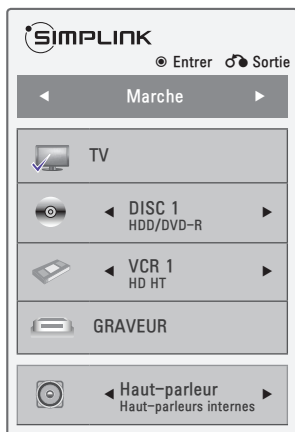 SIMPLINK
Entrer Sortie
Marche
TV
DISC 1
HDD/DVD-R
VCR 1
HD HT
GRAVEUR
Haut-parleur
Haut-parleurs internes